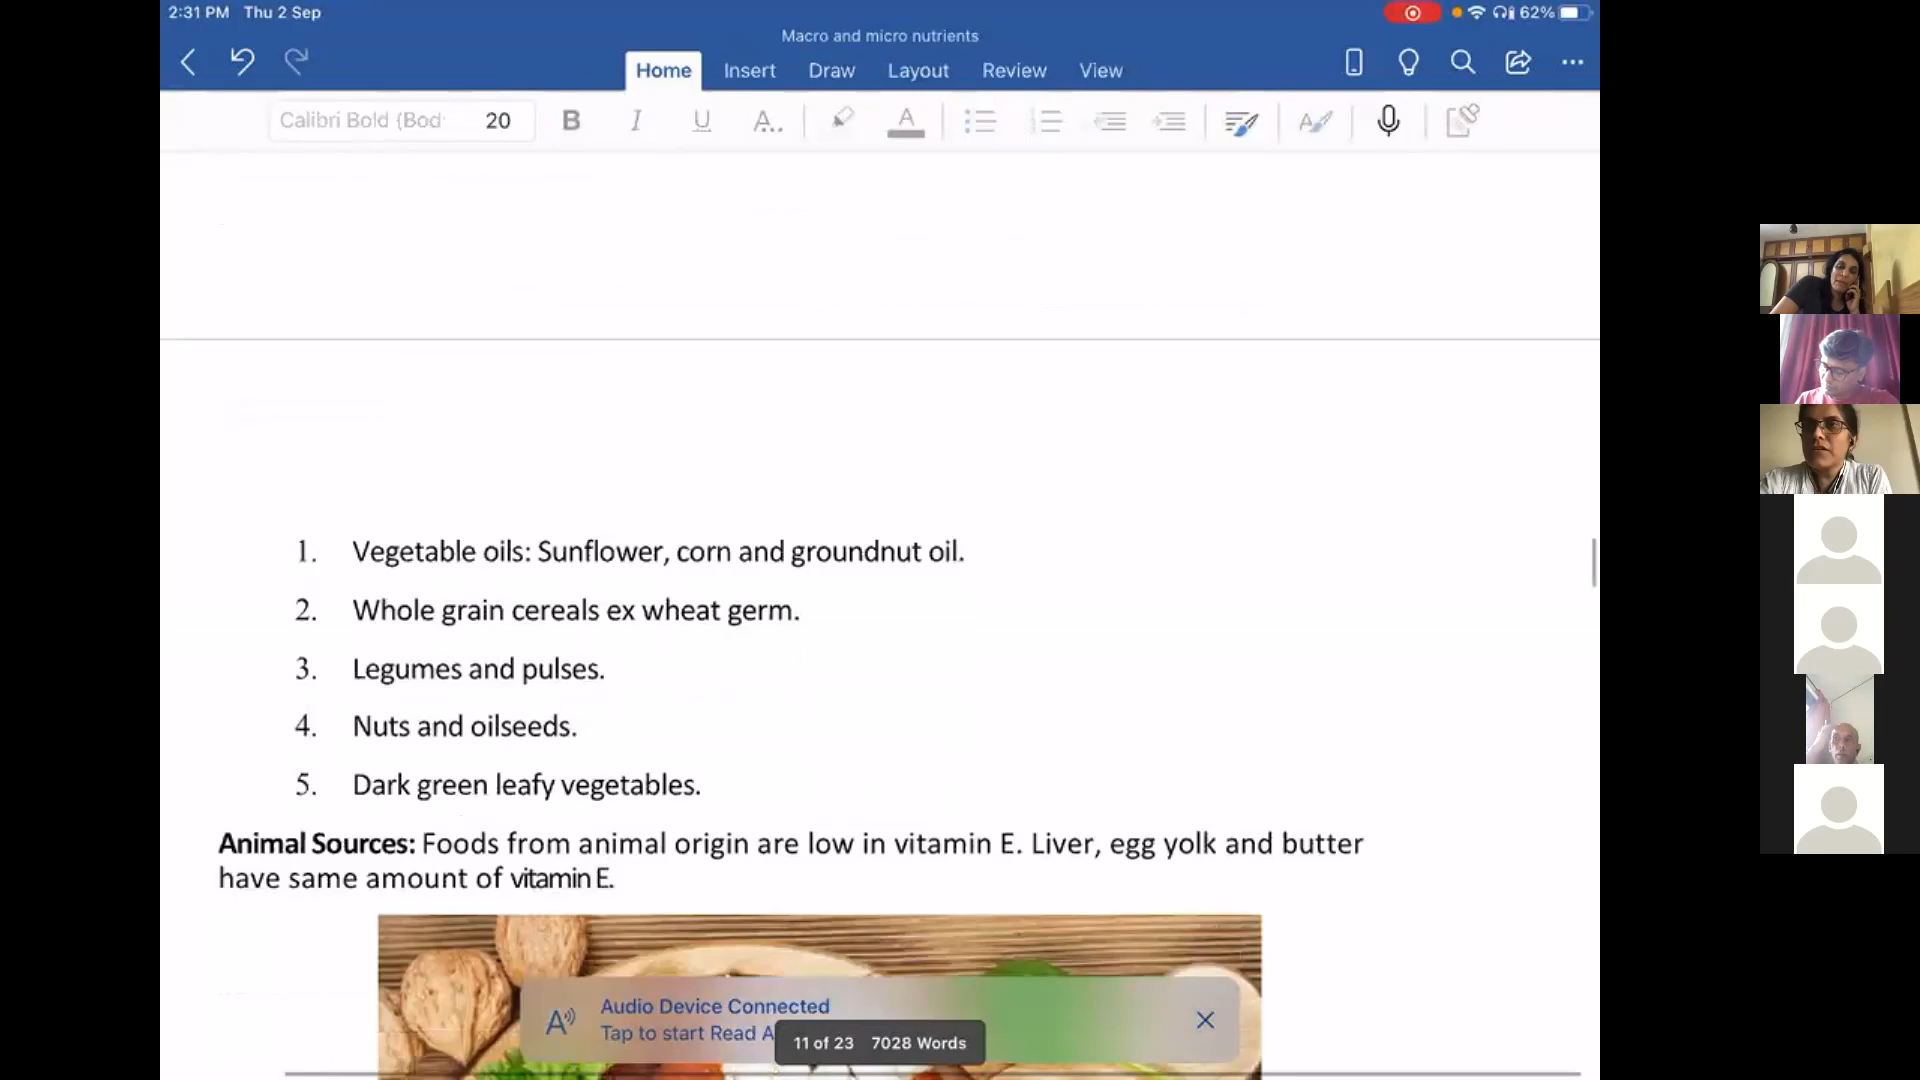 2:31 PM Thu 2 Sep
62%
Macro and micro nutrients
Home Insert Draw Layout Review View
Calibri Bold (Bod 20 B I U A.. A
1. Vegetable oils: Sunflower, corn and groundnut oil.
2. Whole grain cereals ex wheat germ.
3. Legumes and pulses.
4. Nuts and oilseeds.
5. Dark green leafy vegetables.
Animal Sources: Foods from animal origin are low in vitamin E. Liver, egg yolk and butter
have same amount of vitamin E.
Audio Device Connected
Tap to start Read A
11 of 23 7028 Words